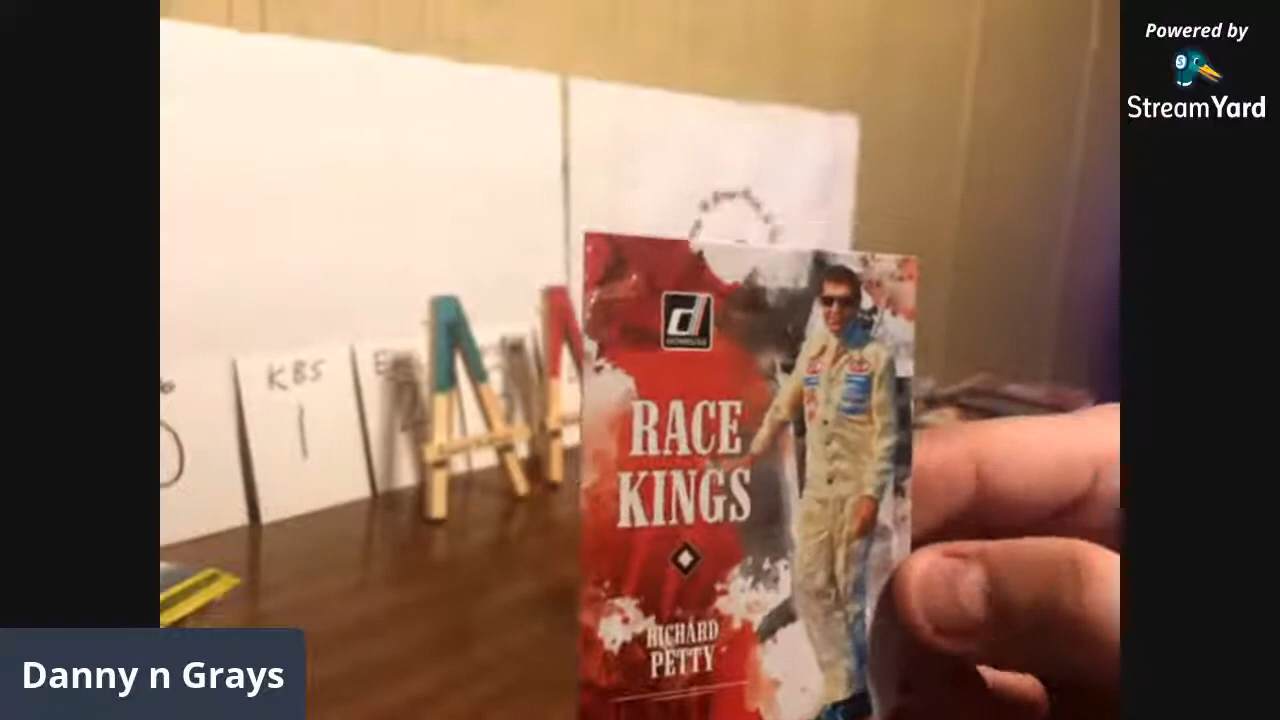 Powered by
StreamYard
KBS
1
RACE
KINGS
RICHARD
PETTY
Danny n Grays